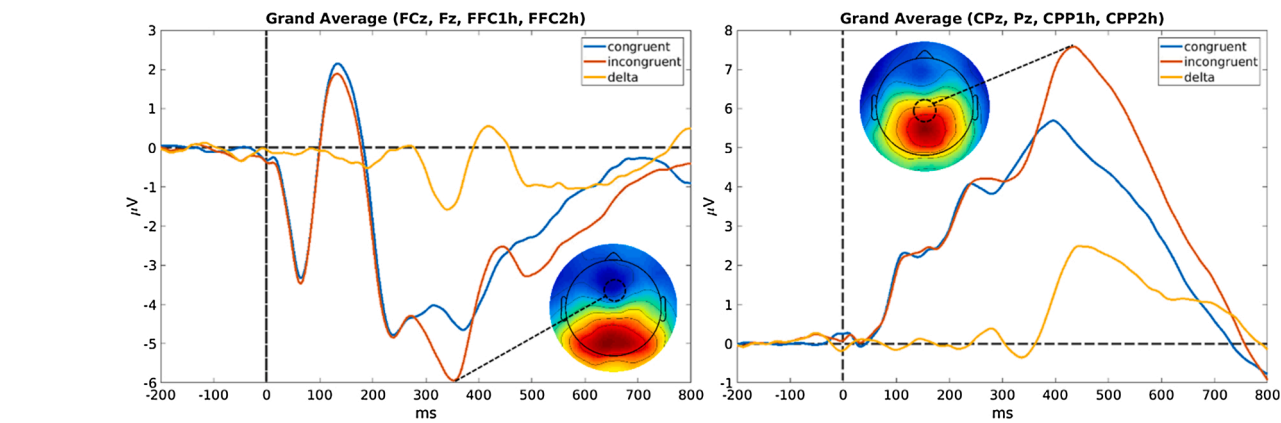 Grand Average (FCz, Fz, FFC1h, FFC2h)
3
2
1
0
-1
-2
-3
-4
-5
-6
μV
congruent
incongruent
delta
-200 -100 0 100 200 300 400 500 600 700 800
ms
Grand Average (CPz, Pz, CPP1h, CPP2h)
8
7
6
5
4
3
2
1
0
-1
μV
congruent
incongruent
delta
-200 -100 0 100 200 300 400 500 600 700 800
ms